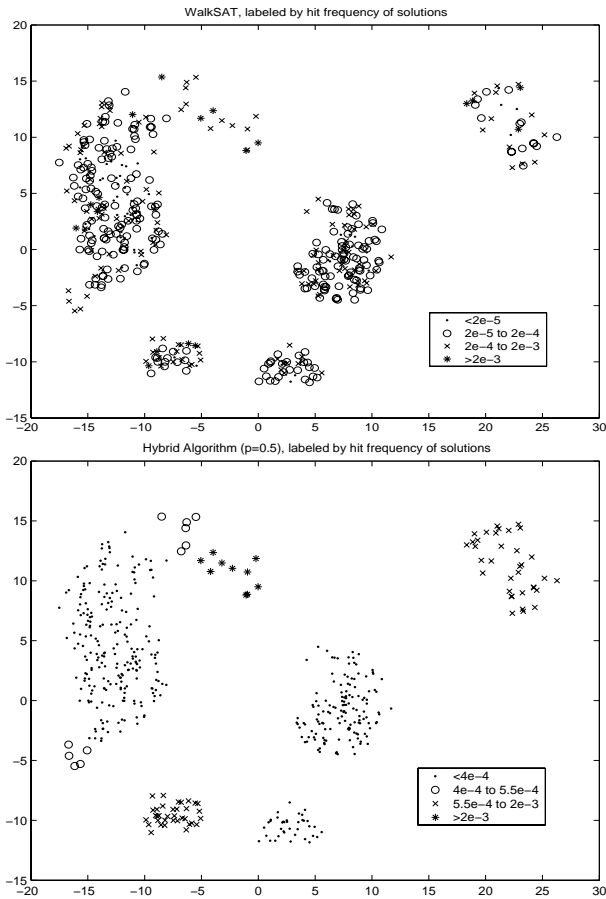 WalkSAT, labeled by hit frequency of solutions
20
15
10
5
0
−5
−10
−15
−20 −15 −10 −5 0 5 10 15 20 25 30
<2e−5
2e−5 to 2e−4
2e−4 to 2e−3
>2e−3
Hybrid Algorithm (p=0.5), labeled by hit frequency of solutions
20
15
10
5
0
−5
−10
−15
−20 −15 −10 −5 0 5 10 15 20 25 30
<4e−4
4e−4 to 5.5e−4
5.5e−4 to 2e−3
>2e−3